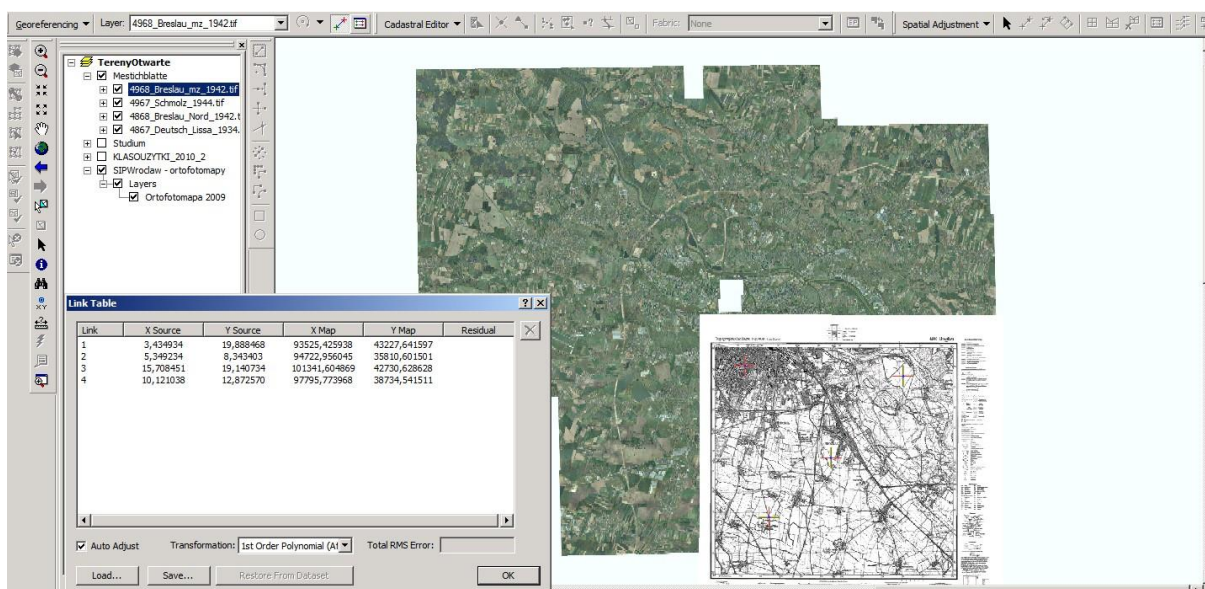 Georeferencing Layer: 4968_Breslau_mz_1942.tif Cadastral Editor Fabric: None Spatial Adjustment
TerenyOtwarte
Mestichblatte
4968_Breslau_mz_1942.tif
4967_Schmolz_1944.tif
4868_Breslau_Nord_1942.t
4867_Deutsch_Lissa_1934.
Studium
KLASOUZYTKI_2010_2
SIPWroclaw - ortofotomapy
Layers
Ortofotomapa 2009
Link Table
Link X Source Y Source X Map Y Map Residual
1 3,434934 19,888468 93525,425938 43227,641597
2 5,349234 8,343403 94722,956045 35810,601501
3 15,708451 19,140734 101341,604869 42730,628628
4 10,121038 12,872570 97795,773968 38734,541511
Auto Adjust Transformation: 1st Order Polynomial (Af Total RMS Error:
Load... Save... Restore From Dataset OK